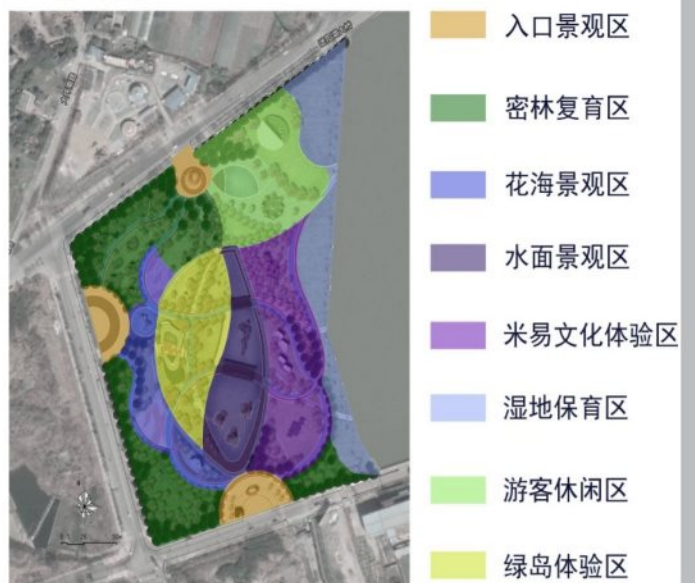 入口景观区
密林复育区
花海景观区
水面景观区
米易文化体验区
湿地保育区
游客休闲区
绿岛体验区